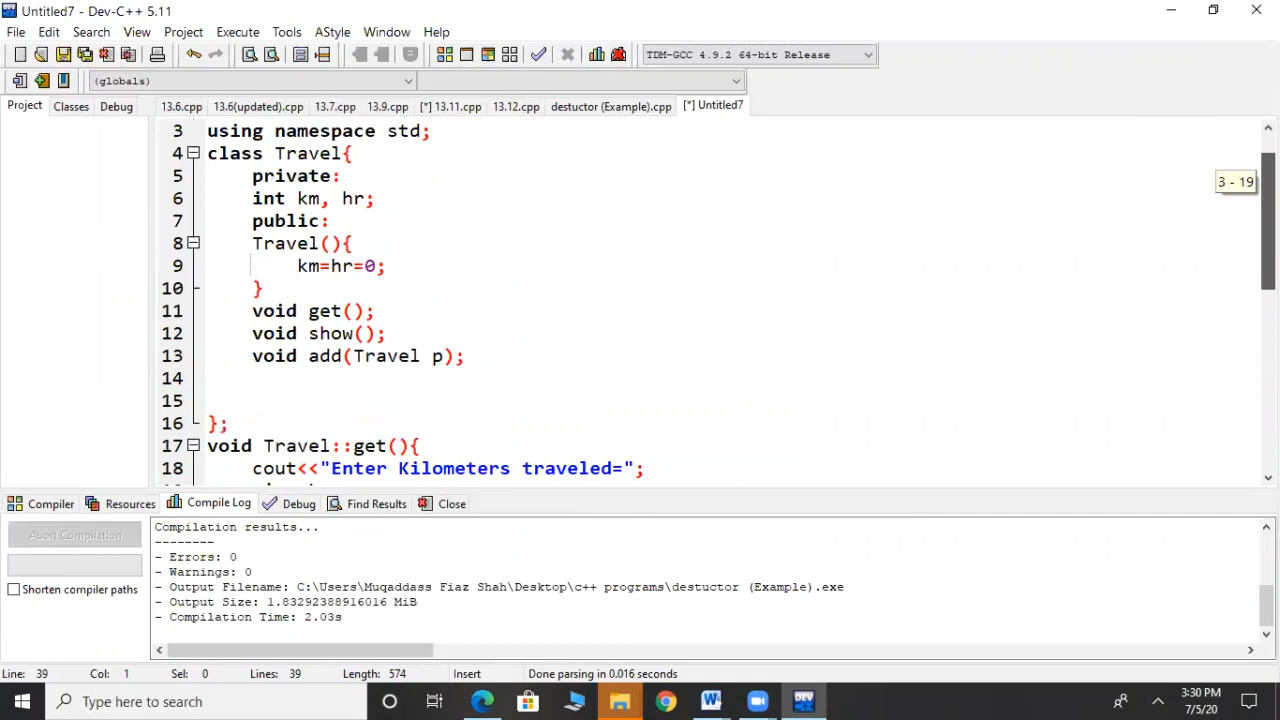 Untitled7 - Dev-C++ 5.11
File Edit Search View Project Execute Tools AStyle Window Help
TDM-GCC 4.9.2 64-bit Release
(globals)
Project Classes Debug 13.6.cpp 13.6(updated).cpp 13.7.cpp 13.9.cpp [*] 13.11.cpp 13.12.cpp destuctor (Example).cpp [*] Untitled7
3 using namespace std;
4 class Travel{
5 private:
6 int km, hr;
7 public:
8 Travel(){
9 km=hr=0;
10 }
11 void get();
12 void show();
13 void add(Travel p);
14
15
16 };
17 void Travel::get(){
18 cout<<"Enter Kilometers traveled=";
3 - 19
Compiler Resources Compile Log Debug Find Results Close
Abort Compilation
Shorten compiler paths
Compilation results...
--------
- Errors: 0
- Warnings: 0
- Output Filename: C:\Users\Muqaddass Fiaz Shah\Desktop\c++ programs\destuctor (Example).exe
- Output Size: 1.83292388916016 MiB
- Compilation Time: 2.03s
Line: 39 Col: 1 Sel: 0 Lines: 39 Length: 574 Insert Done parsing in 0.016 seconds
Type here to search
DEV
3:30 PM
7/5/20